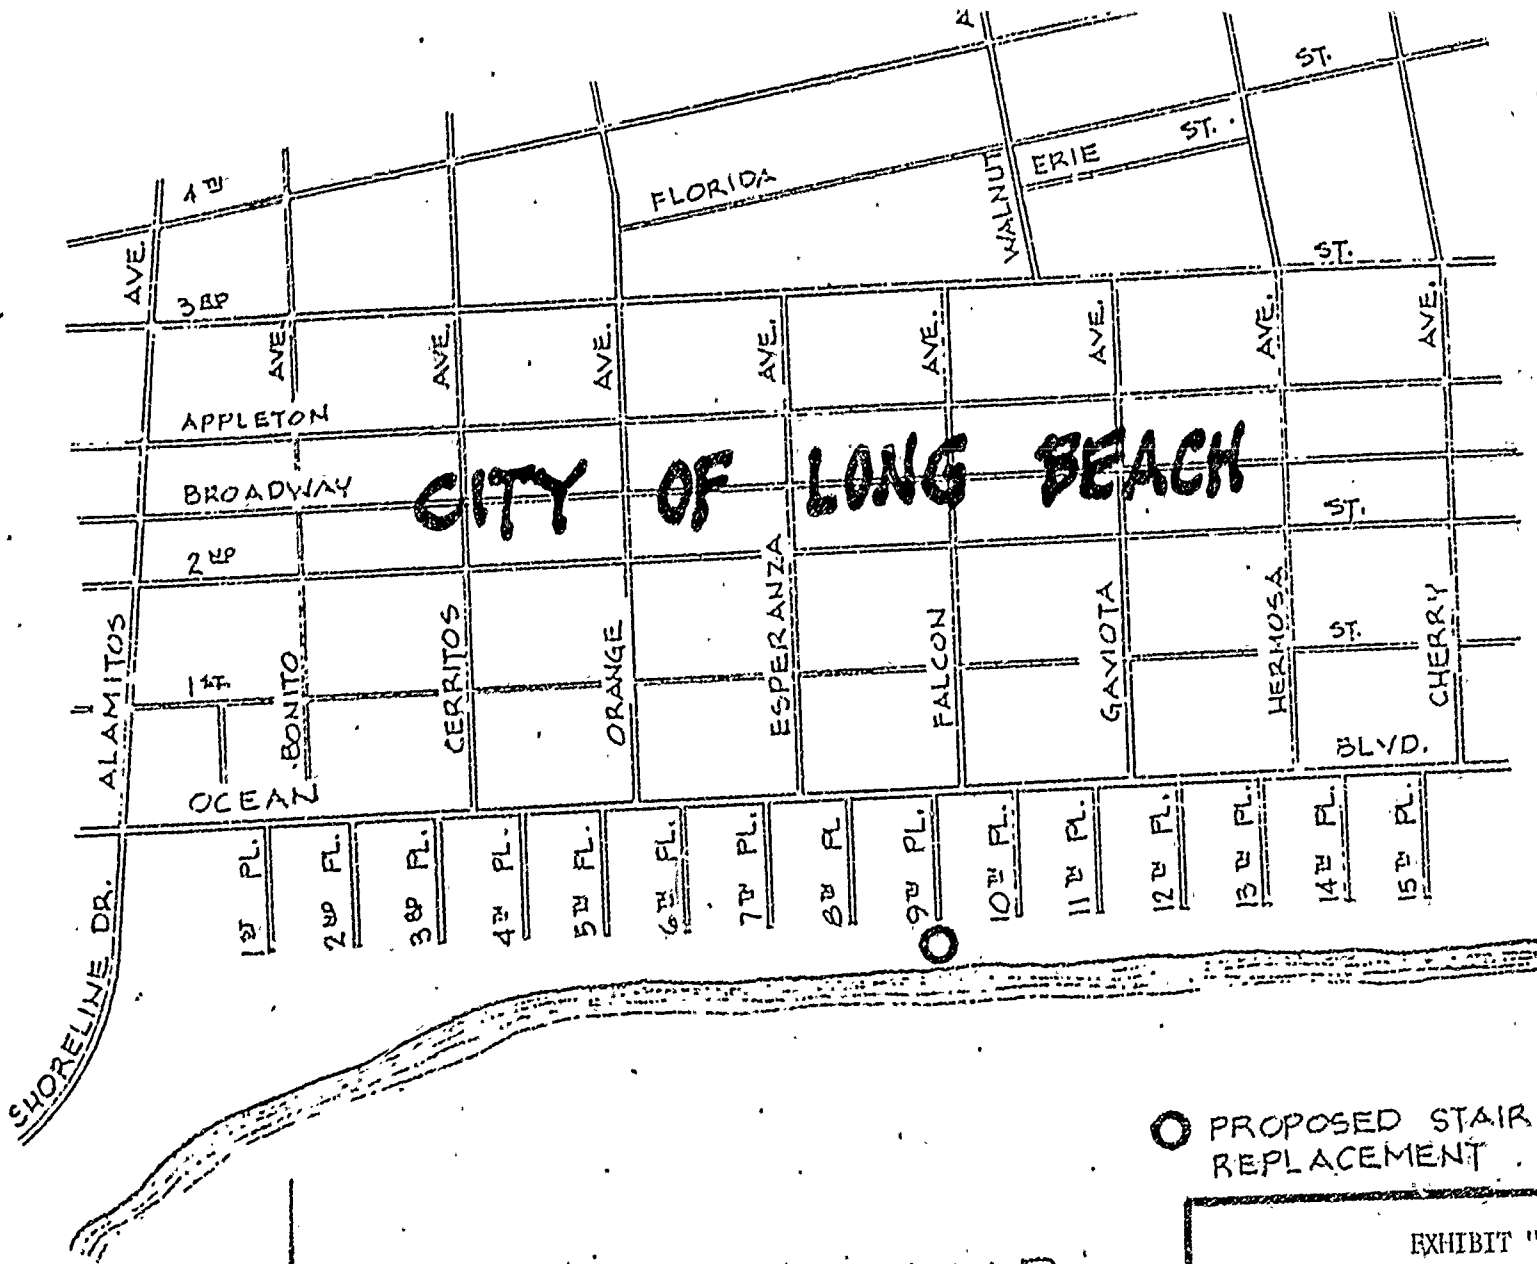 ST.
4TH
FLORIDA
WALNUT
ERIE ST.
AVE.
3RD ST.
AVE. AVE. AVE. AVE. AVE. AVE. AVE. AVE.
APPLETON
BROADWAY
CITY OF LONG BEACH
2ND ST.
ALAMITOS
BONITO
CERRITOS
ORANGE
ESPERANZA
FALCON
GAVIOTA
HERMOSA
CHERRY
1ST. ST.
OCEAN BLVD.
1ST PL.
2ND PL.
3RD PL.
4TH PL.
5TH PL.
6TH PL.
7TH PL.
8TH PL
9TH PL.
10TH PL.
11TH PL.
12TH PL.
13TH PL.
14TH PL.
15TH PL.
SHORELINE DR.
PROPOSED STAIR
REPLACEMENT
EXHIBIT "